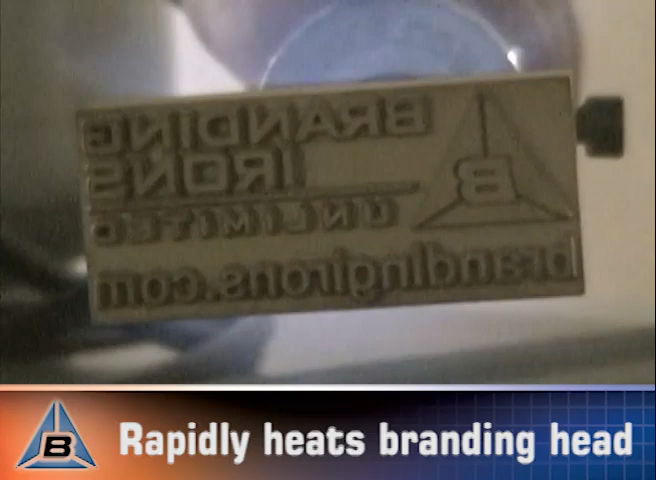 BRANDING
IRONS
B
UNLIMITED
brandingirons.com
B
Rapidly heats branding head